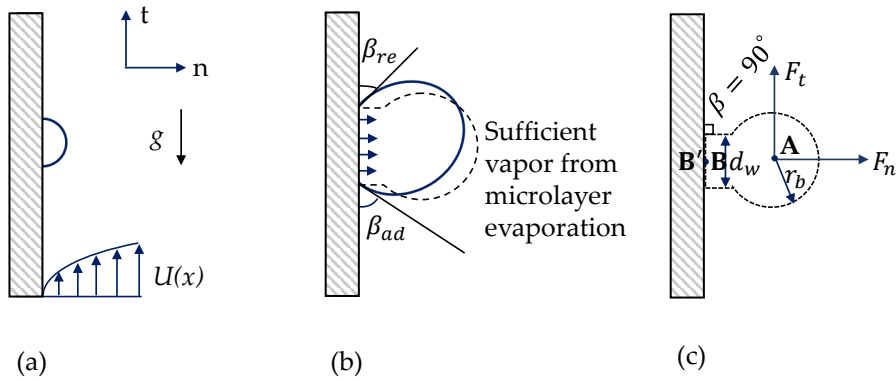 t
n
g
U(x)
(a)
β_re
Sufficient
vapor from
microlayer
evaporation
β_ad
(b)
β = 90°
F_t
A
B' B d_w
F_n
r_b
(c)